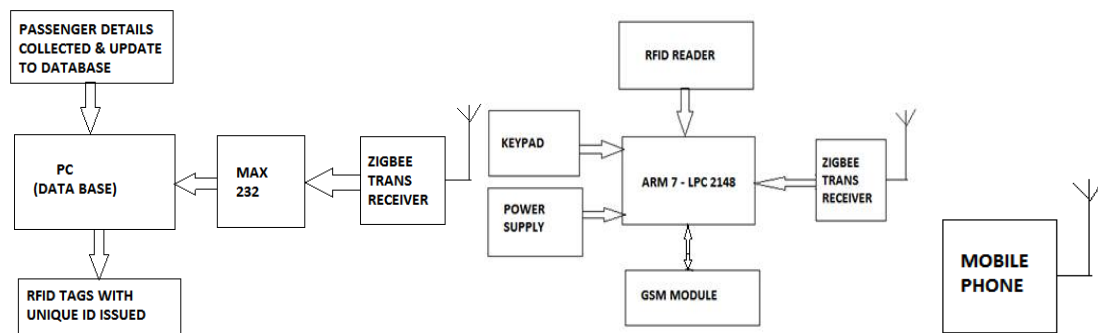 PASSENGER DETAILS
COLLECTED & UPDATE
TO DATABASE
PC
(DATA BASE)
RFID TAGS WITH
UNIQUE ID ISSUED
MAX
232
ZIGBEE
TRANS
RECEIVER
KEYPAD
POWER
SUPPLY
RFID READER
ARM 7 - LPC 2148
GSM MODULE
ZIGBEE
TRANS
RECEIVER
MOBILE
PHONE